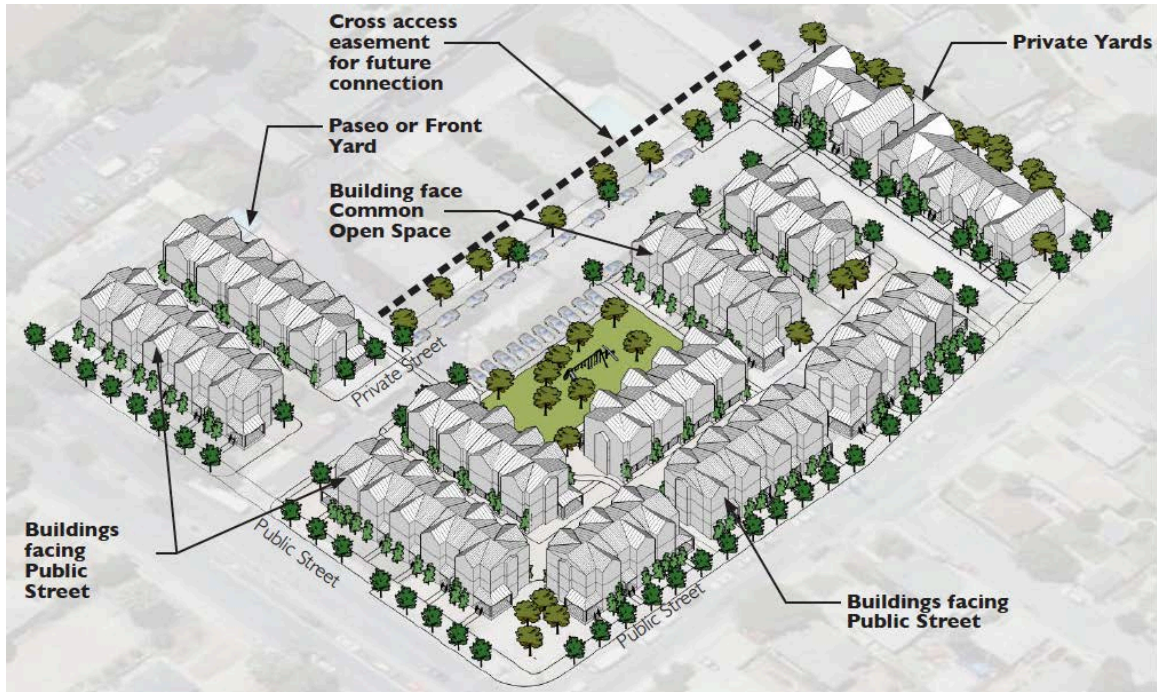 Cross access
easement
for future
connection
Private Yards
Paseo or Front
Yard
Building face
Common
Open Space
Private Street
Buildings
facing
Public
Street
Public Street
Public Street
Buildings facing
Public Street